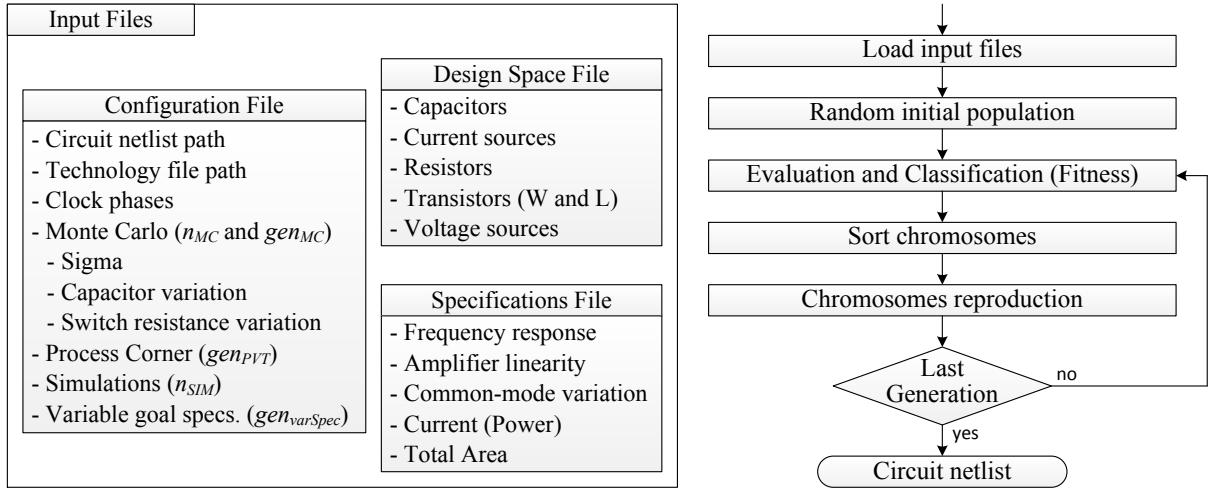 Input Files
Configuration File
- Circuit netlist path
- Technology file path
- Clock phases
- Monte Carlo (nMC and genMC)
- Sigma
- Capacitor variation
- Switch resistance variation
- Process Corner (genPVT)
- Simulations (nSIM)
- Variable goal specs. (genvarSpec)
Design Space File
- Capacitors
- Current sources
- Resistors
- Transistors (W and L)
- Voltage sources
Specifications File
- Frequency response
- Amplifier linearity
- Common-mode variation
- Current (Power)
- Total Area
Load input files
Random initial population
Evaluation and Classification (Fitness)
Sort chromosomes
Chromosomes reproduction
Last
Generation
no
yes
Circuit netlist